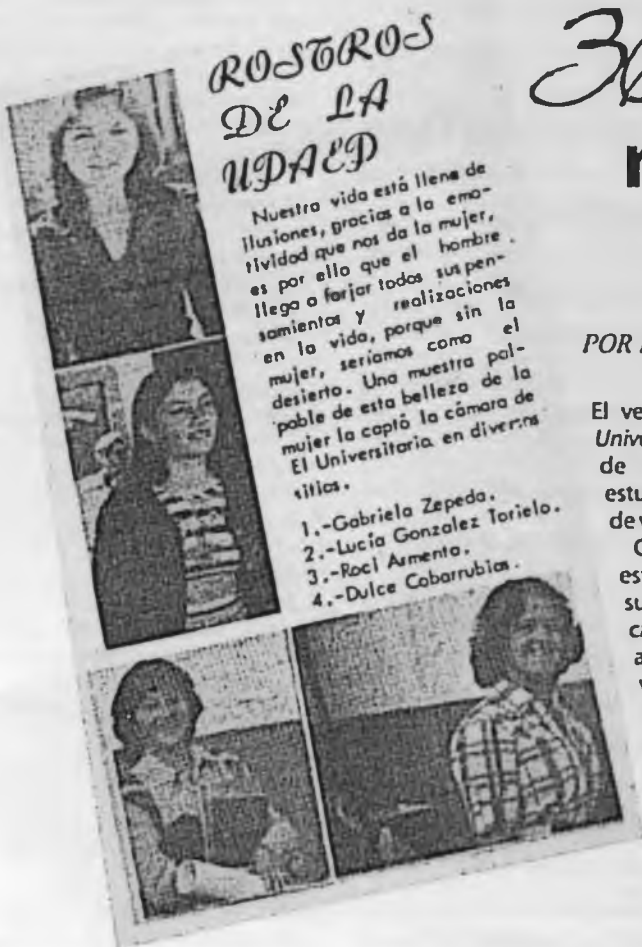 ROSTROS
DE LA
UPAEP
Nuestra vida está llena de
ilusiones, gracias a la emo-
tividad que nos da la mujer,
es por ello que el hombre
llega a forjar todos sus pen-
samientos y realizaciones
en la vida, porque sin la
mujer, seríamos como el
desierto. Una muestra pal-
pable de esta belleza de la
mujer la captó la cámara de
El Universitario en diversos
sitios.
1.-Gabriela Zepeda.
2.-Lucía Gonzalez Torielo.
3.-Roci Armenta.
4.-Dulce Cobarrubias.
POR
El ve
Unive
de
estu
de v
es
su
ca
a